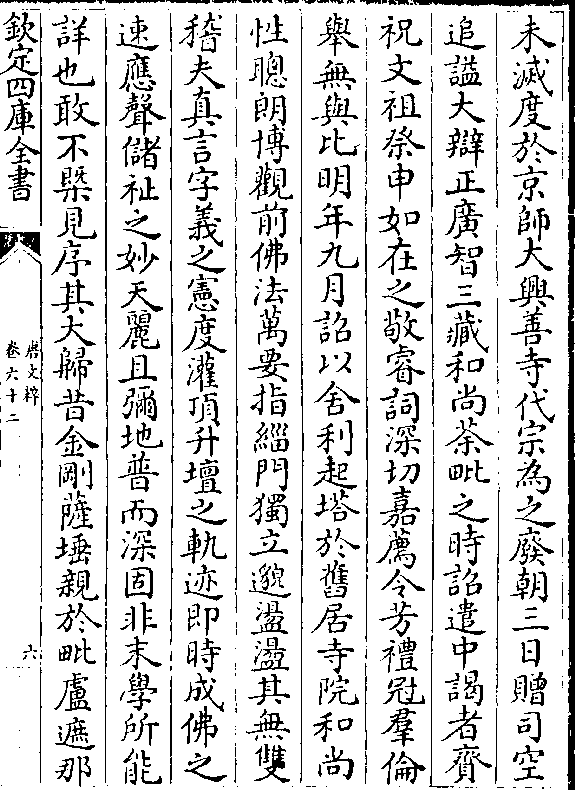 未滅度於京師大興善寺代宗為之廢朝三日贈司空
追謚大辯正廣智三藏和尚荼毗之時詔遣中謁者齎
祝文祖祭申如在之敬睿詞深切嘉薦令芳禮冠羣倫
舉無與比明年九月詔以舍利起塔於舊居寺院和尚
性聰朗博觀前佛法萬要指緇門獨立邈盪盪其無雙
稽夫真言字義之憲度灌頂升壇之軌迹即時成佛之
速應聲儲祉之妙天麗且彌地普而深固非末學所能
詳也敢不槩見序其大歸昔金剛薩埵親於毗盧遮那
欽定四庫全書
唐文粹
卷六十二
六